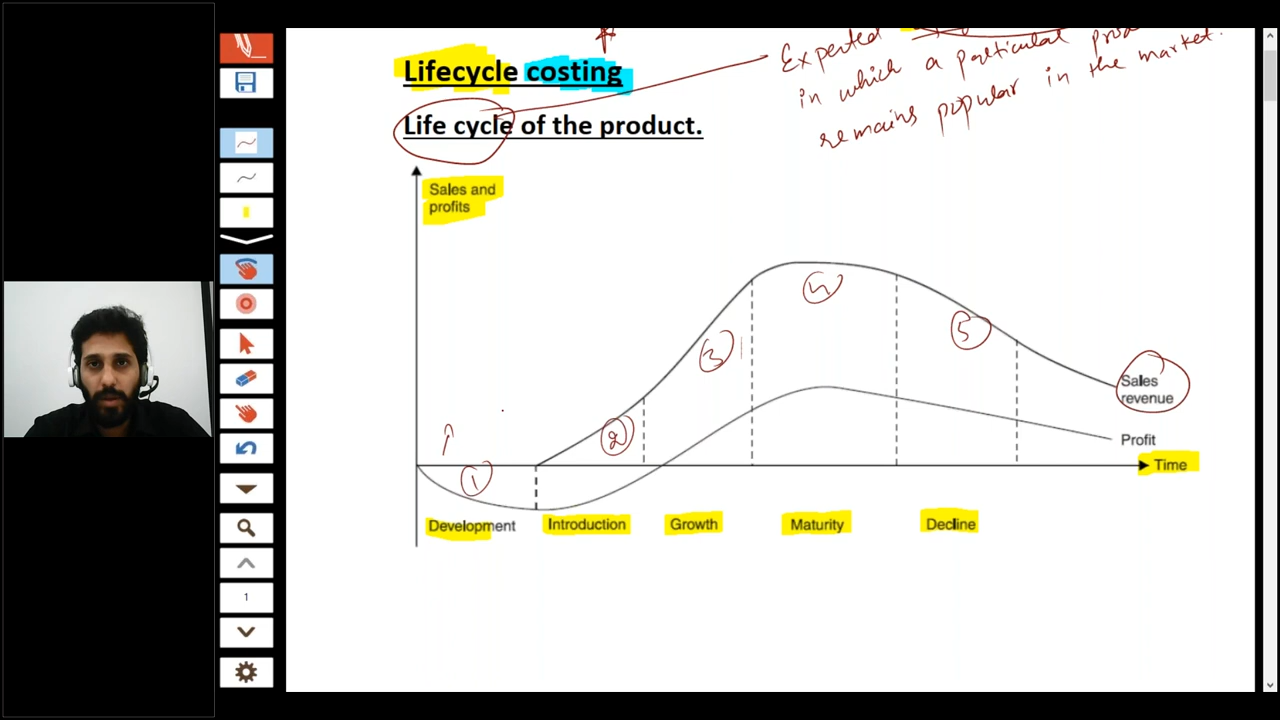 Expected
in which a particular
Lifecycle costing
remains popular in the market.
Life cycle of the product.
Sales and
profits
4
3
5
Sales
revenue
2
Profit
1
Time
Development Introduction Growth Maturity Decline
1